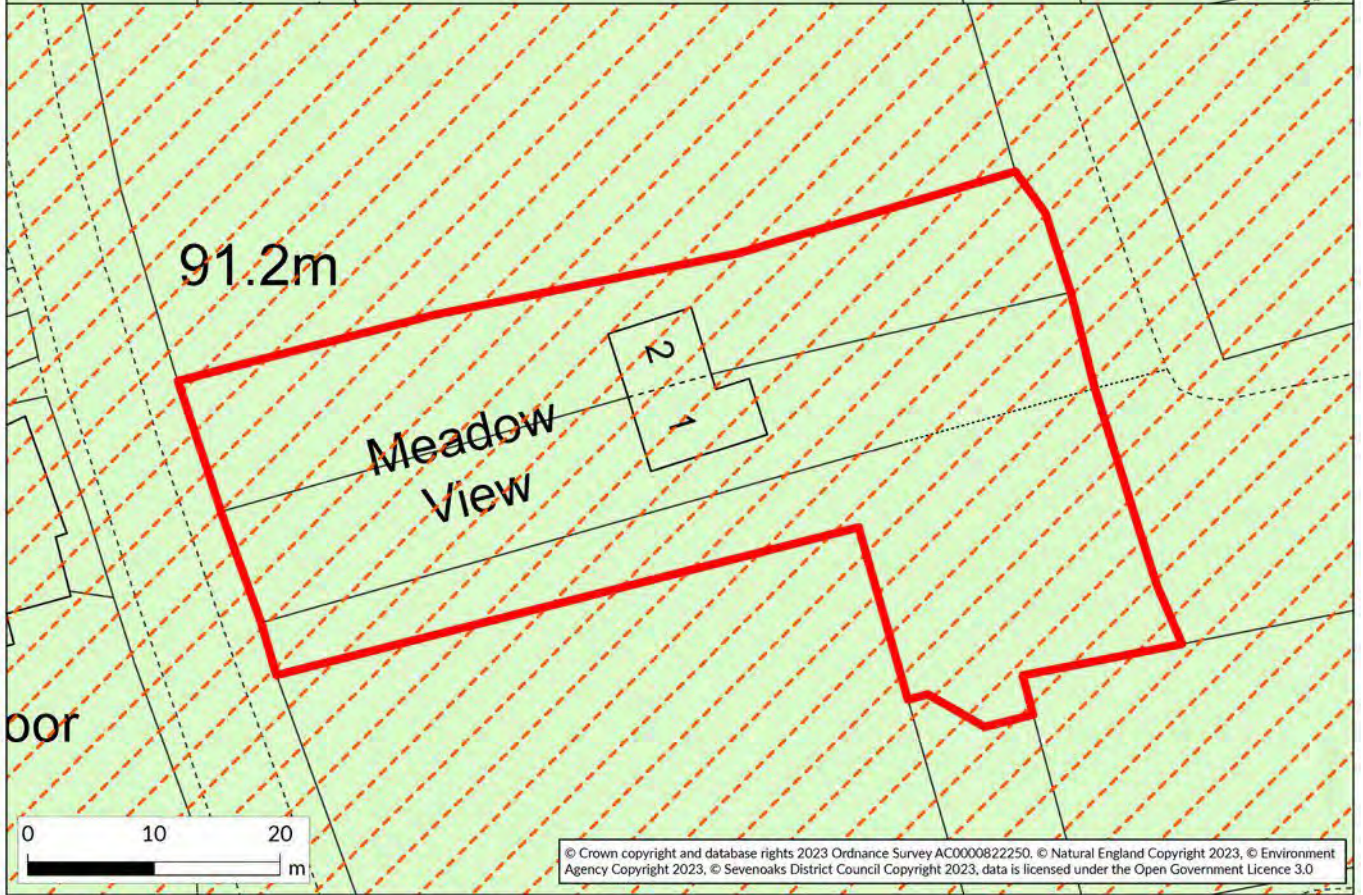 91.2m
2
1
Meadow
View
oor
0 10 20
m
© Crown copyright and database rights 2023 Ordnance Survey AC0000822250, © Natural England Copyright 2023, © Environment
Agency Copyright 2023, © Sevenoaks District Council Copyright 2023, data is licensed under the Open Government Licence 3.0